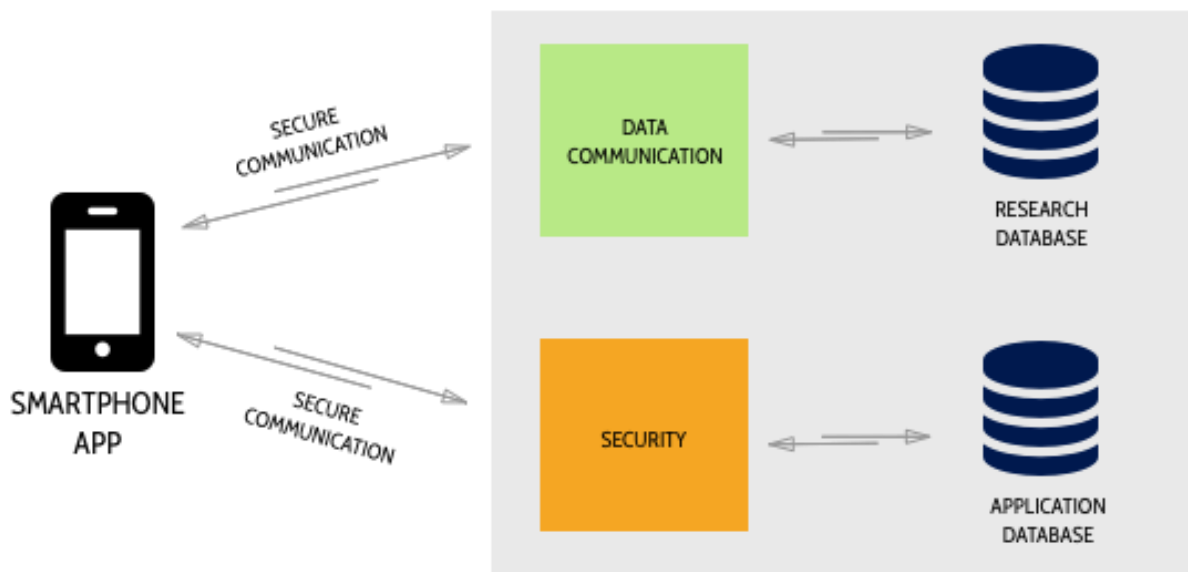 SECURE
COMMUNICATION
DATA
COMMUNICATION
RESEARCH
DATABASE
SMARTPHONE
APP
SECURE
COMMUNICATION
SECURITY
APPLICATION
DATABASE